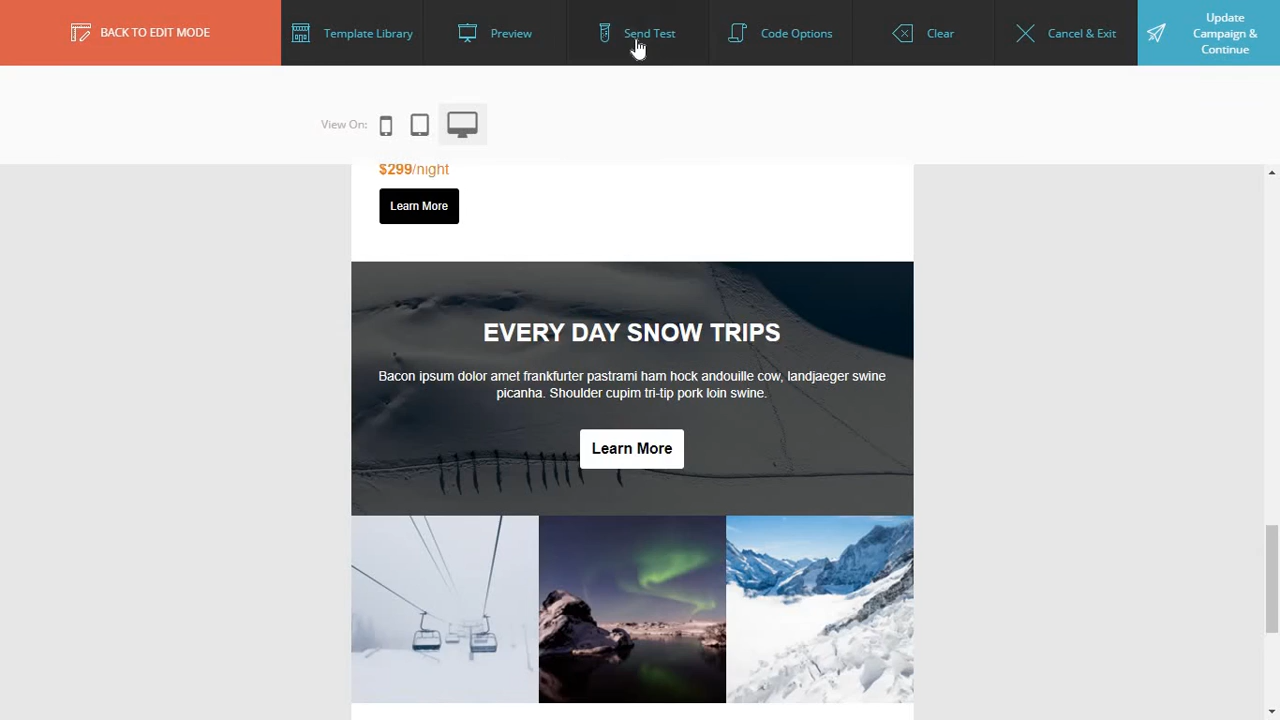 BACK TO EDIT MODE
Template Library
Preview
Send Test
Code Options
Clear
Cancel & Exit
Update
Campaign &
Continue
View On:
$299/night
Learn More
EVERY DAY SNOW TRIPS
Bacon ipsum dolor amet frankfurter pastrami ham hock andouille cow, landjaeger swine
picanha. Shoulder cupim tri-tip pork loin swine.
Learn More